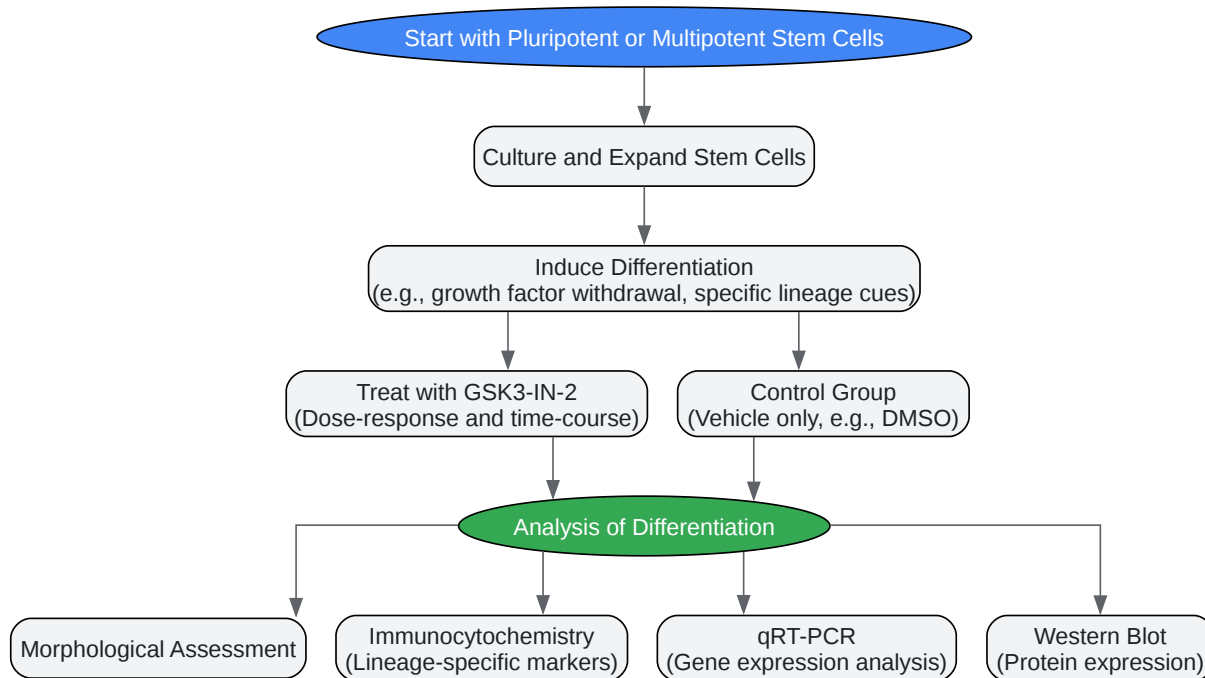 Start with Pluripotent or Multipotent Stem Cells
Culture and Expand Stem Cells
Induce Differentiation
(e.g., growth factor withdrawal, specific lineage cues)
Treat with GSK3-IN-2
(Dose-response and time-course)
Control Group
(Vehicle only, e.g., DMSO)
Analysis of Differentiation
Morphological Assessment
Immunocytochemistry
(Lineage-specific markers)
qRT-PCR
(Gene expression analysis)
Western Blot
(Protein expression)